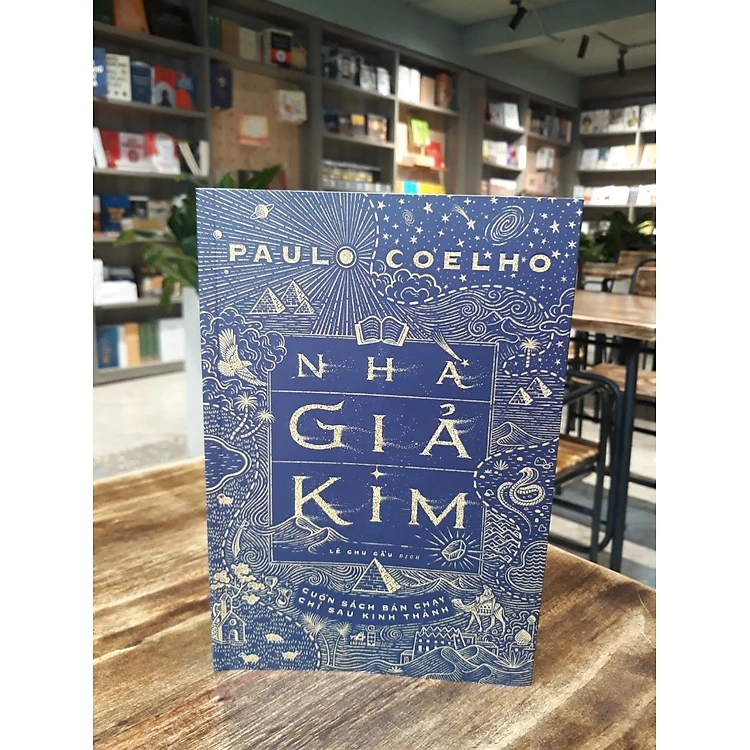 PAULO COELHO
NHÀ
GIẢ
KIM
LÊ CHU CẦU DỊCH
CUỐN SÁCH BÁN CHẠY
CHỈ SAU KINH THÁNH